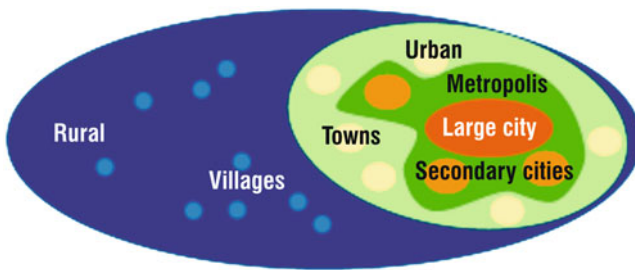 Urban
Metropolis
Rural
Towns
Large city
Villages
Secondary cities